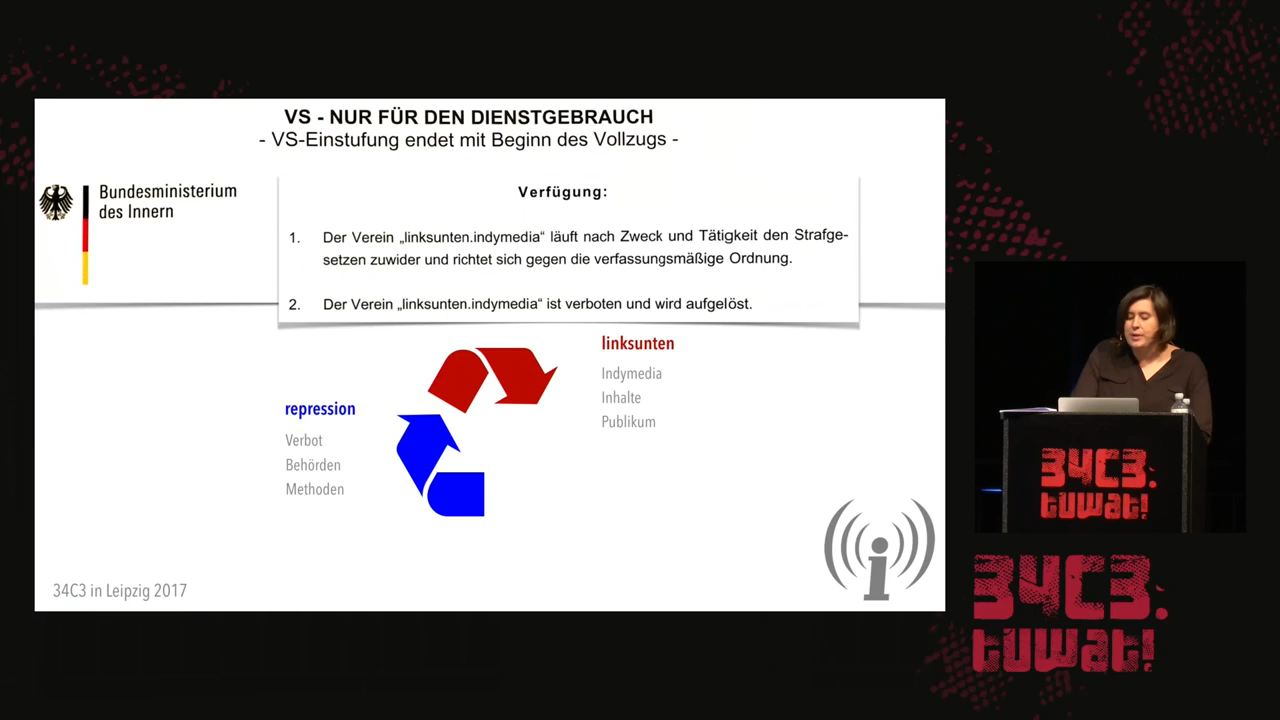 VS - NUR FÜR DEN DIENSTGEBRAUCH
- VS-Einstufung endet mit Beginn des Vollzugs -
Bundesministerium
des Innern
Verfügung:
1. Der Verein „linksunten.indymedia“ läuft nach Zweck und Tätigkeit den Strafge-
setzen zuwider und richtet sich gegen die verfassungsmäßige Ordnung.
2. Der Verein „linksunten.indymedia“ ist verboten und wird aufgelöst.
linksunten
Indymedia
Inhalte
Publikum
repression
Verbot
Behörden
Methoden
i
34C3 in Leipzig 2017
34C3.
tuwat!
34C3.
tuwat!